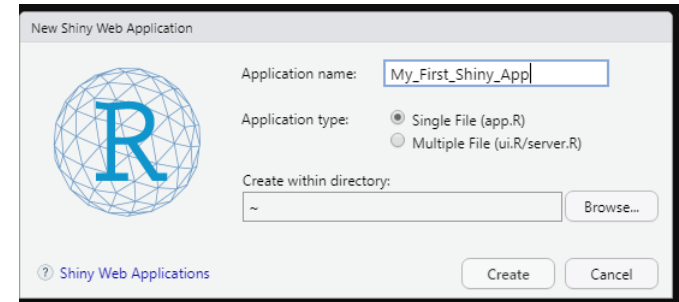 New Shiny Web Application
R
Application name: My_First_Shiny_App
Application type: Single File (app.R)
Multiple File (ui.R/server.R)
Create within directory:
~ Browse...
? Shiny Web Applications Create Cancel